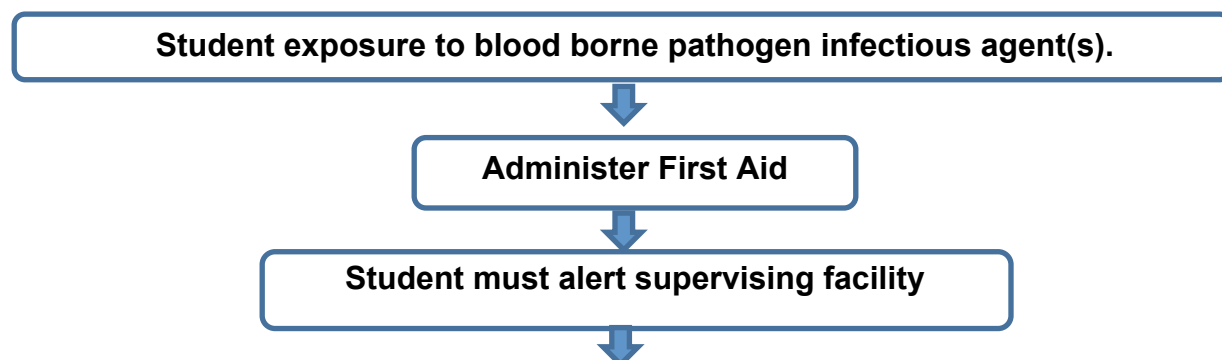 Student exposure to blood borne pathogen infectious agent(s).
Administer First Aid
Student must alert supervising facility